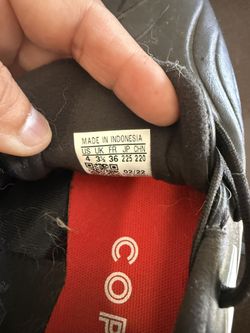 MADE IN INDONESIA
US UK FR JP CHN
4 3½ 36 225 220
02/22
COP